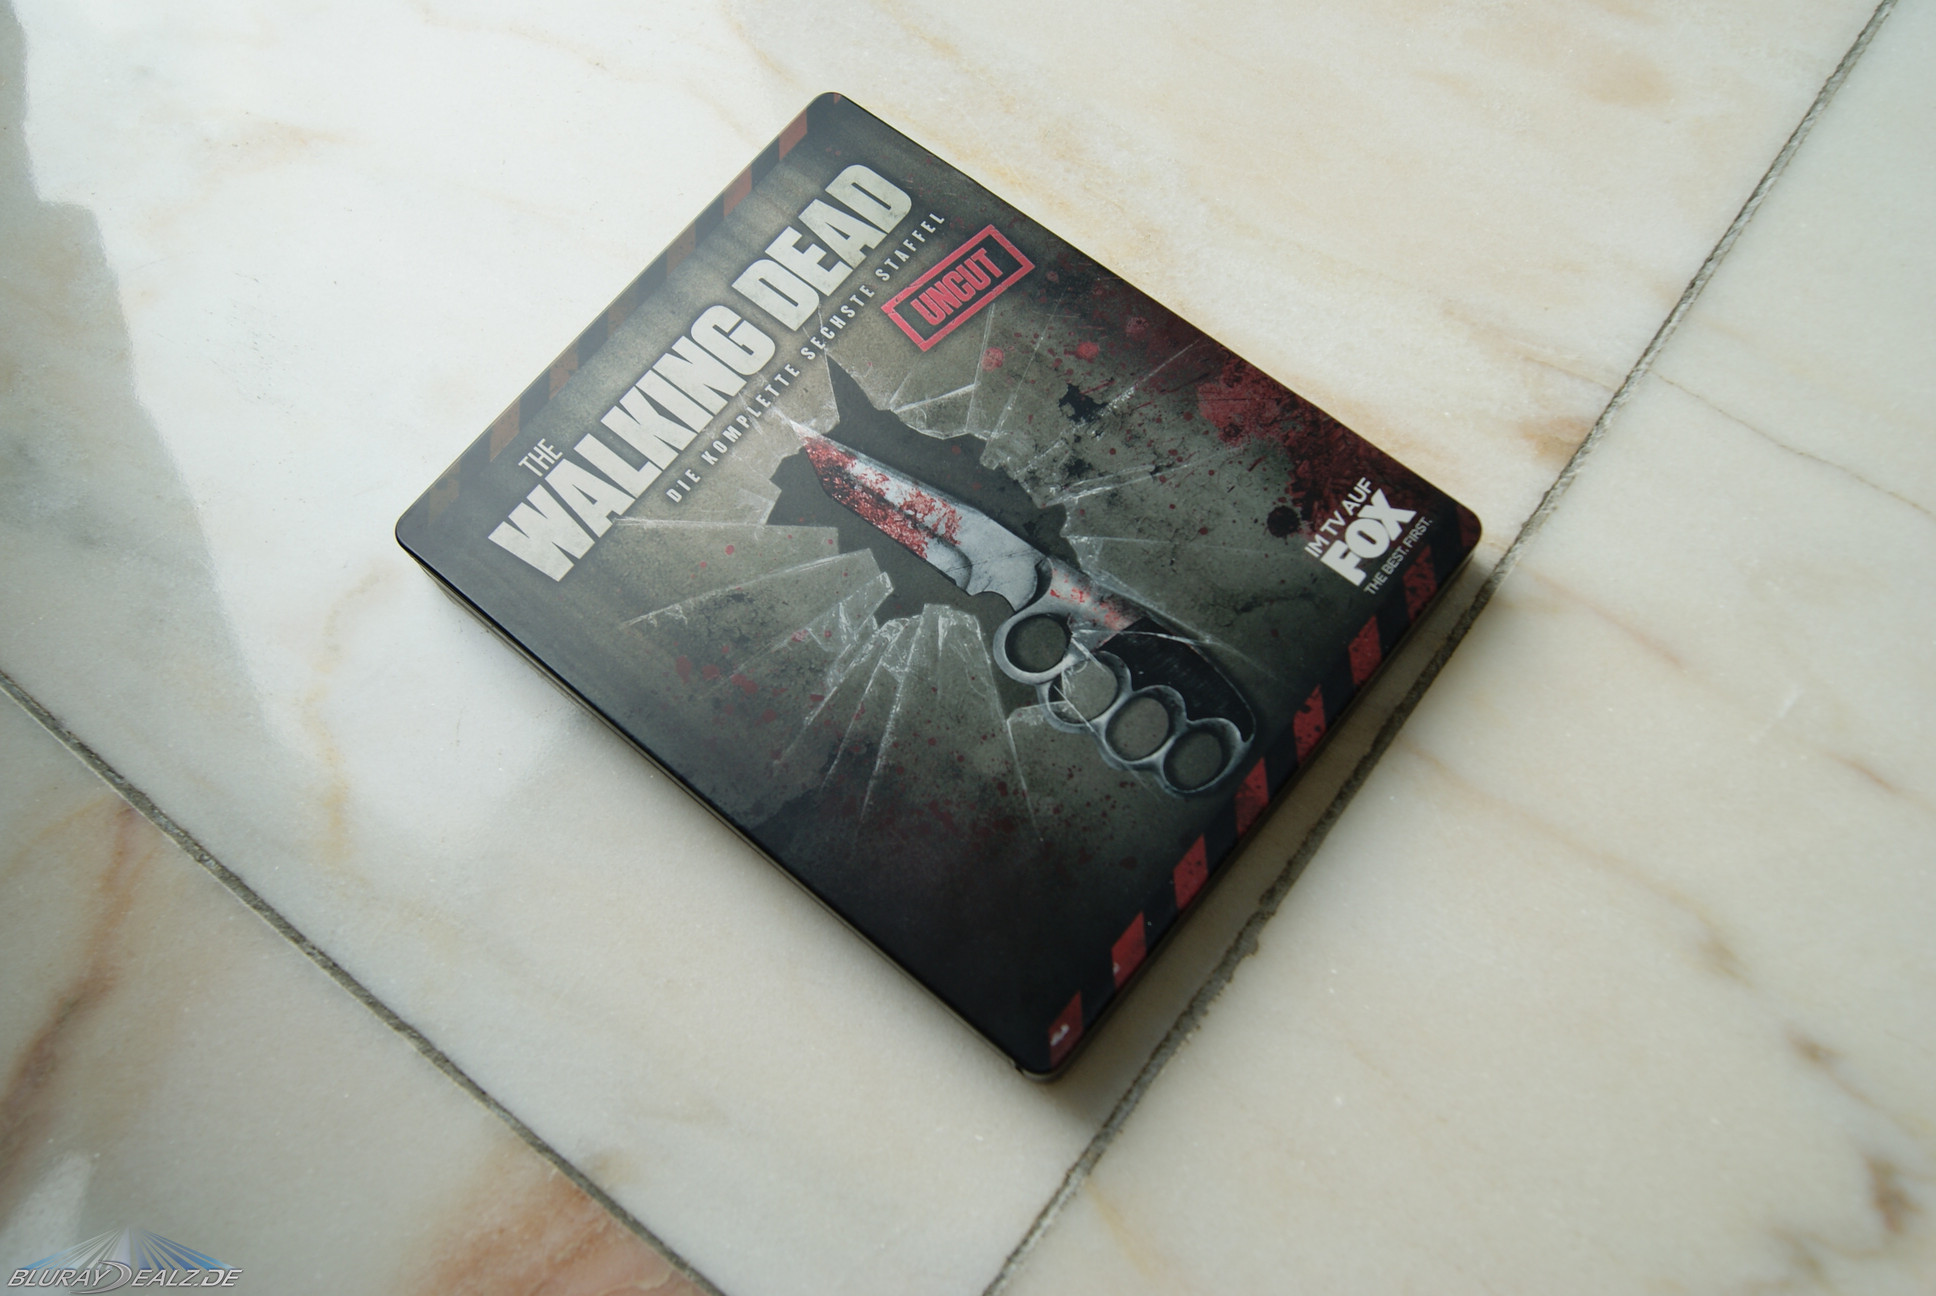 THE
WALKING DEAD
DIE KOMPLETTE SECHSTE STAFFEL
UNCUT
IM TV AUF
FOX
THE BEST. FIRST.
BLURAYDEALZ.DE